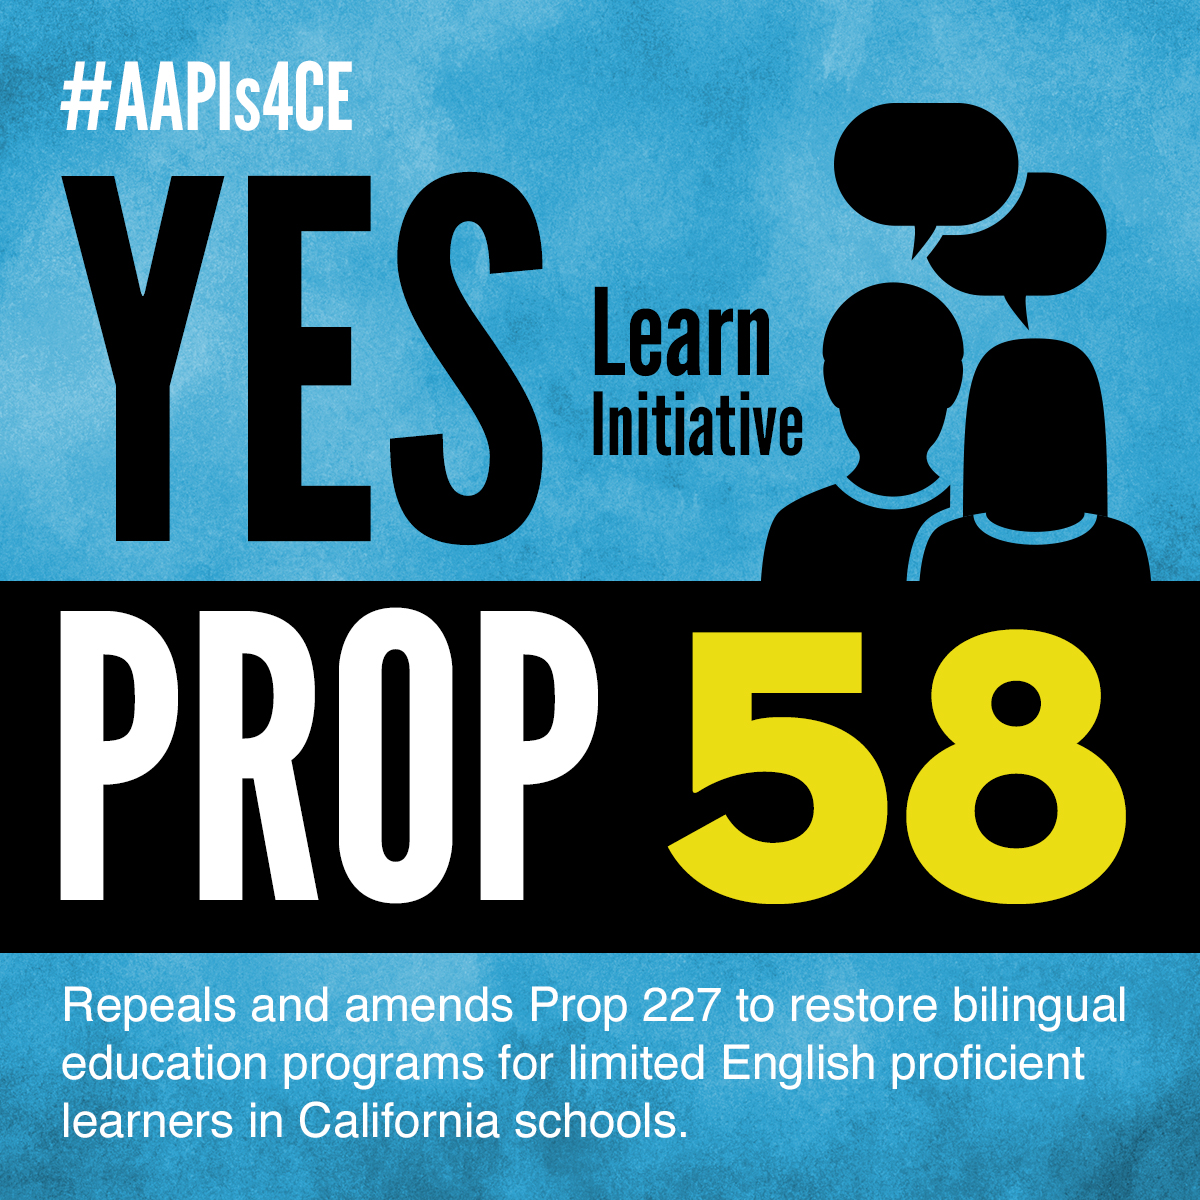 #AAPIs4CE
YES
Learn
Initiative
PROP 58
Repeals and amends Prop 227 to restore bilingual
education programs for limited English proficient
learners in California schools.